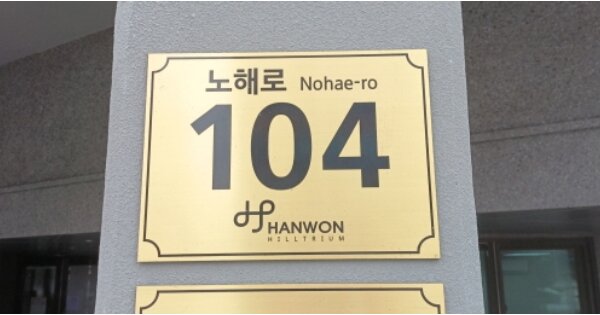 노해로 Nohae-ro
104
HANWON
HILLTRIUM